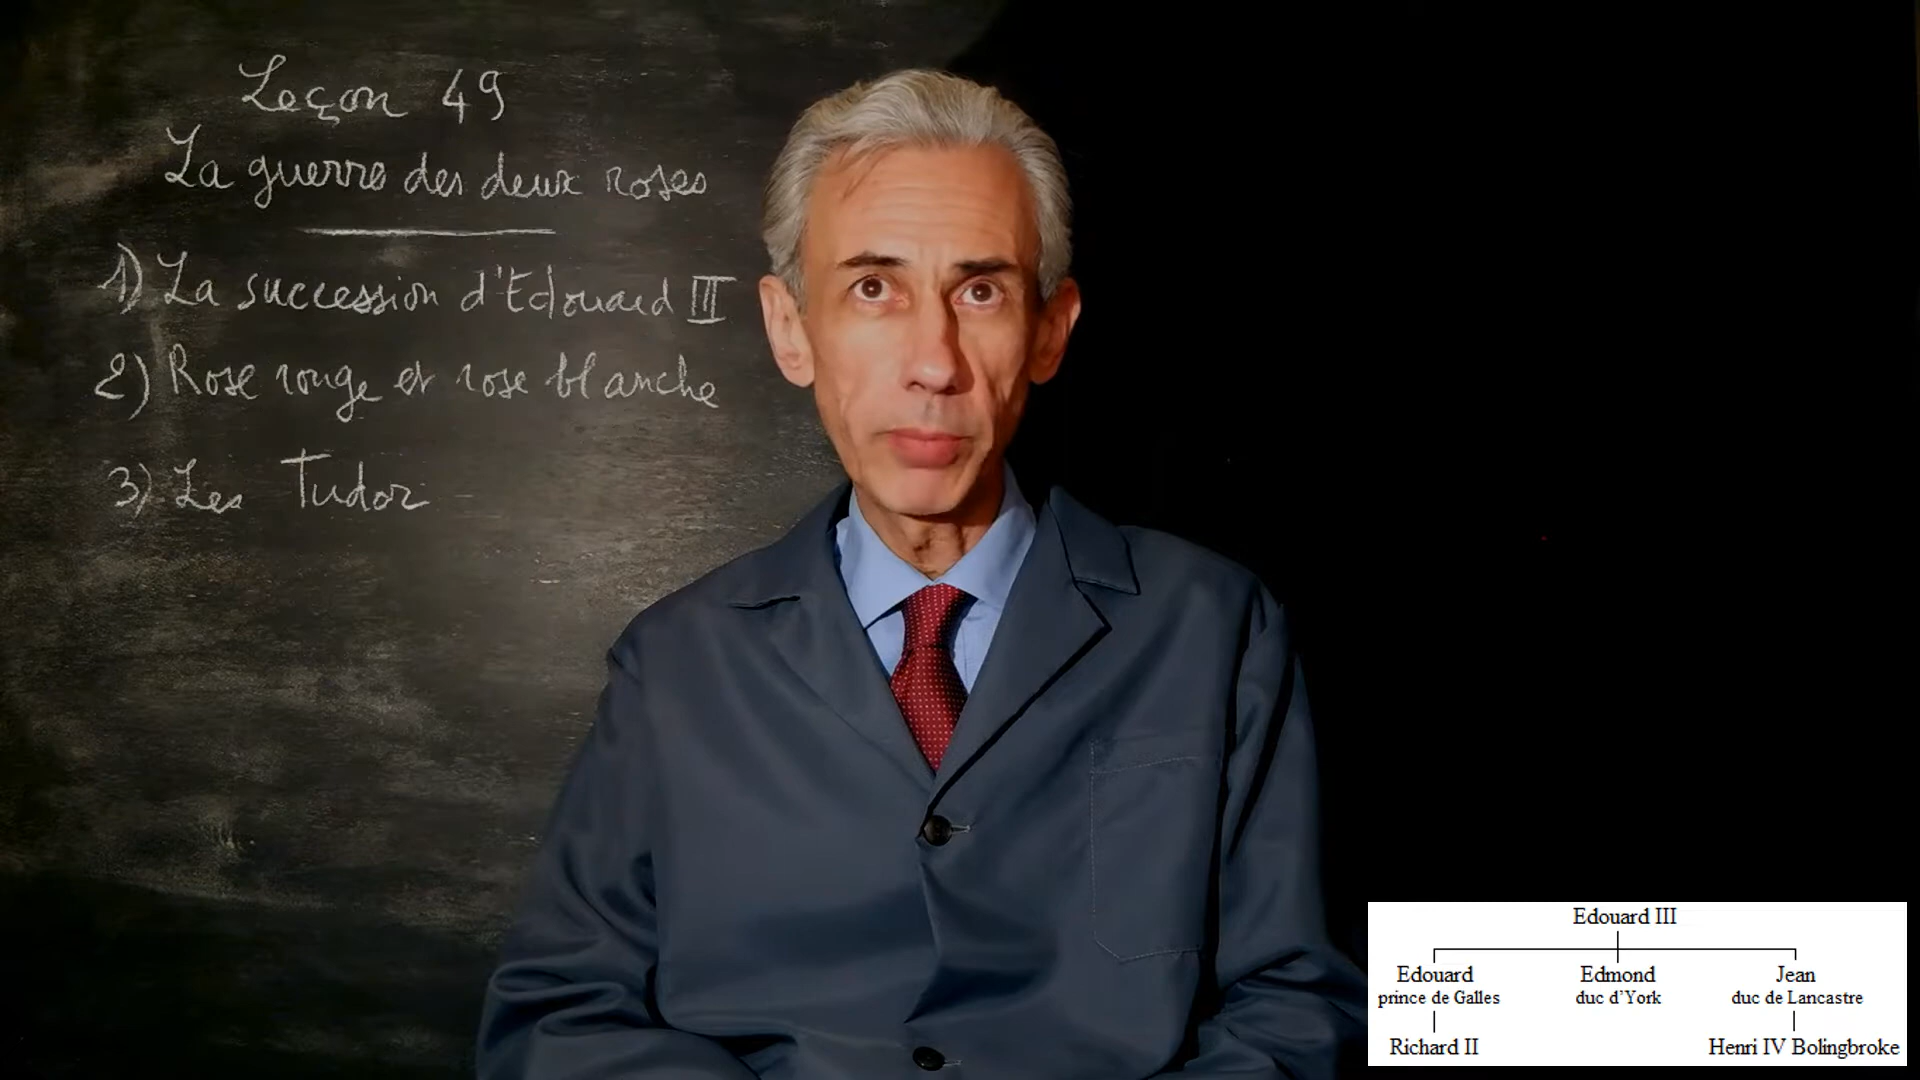 Leçon 49
La guerre des deux roses
1) La succession d'Edouard III
2) Rose rouge et rose blanche
3) Les Tudor
Edouard III
Edouard Edmond Jean
prince de Galles duc d'York duc de Lancastre
Richard II Henri IV Bolingbroke